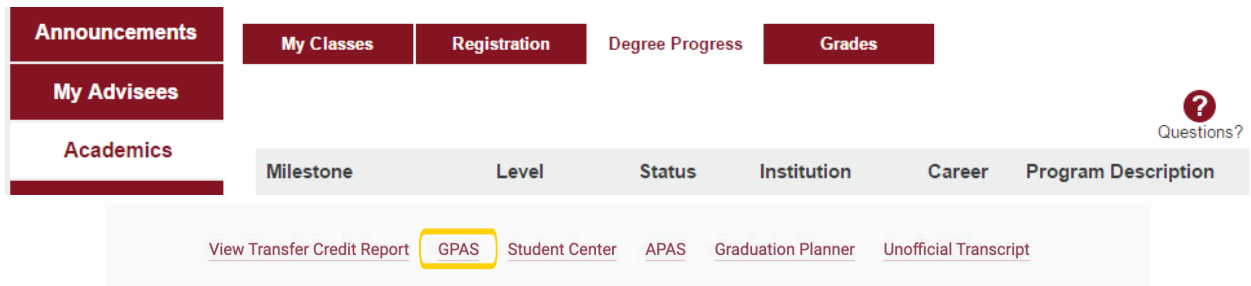 Announcements
My Classes Registration Degree Progress Grades
My Advisees
?
Questions?
Academics
Milestone Level Status Institution Career Program Description
View Transfer Credit Report GPAS Student Center APAS Graduation Planner Unofficial Transcript